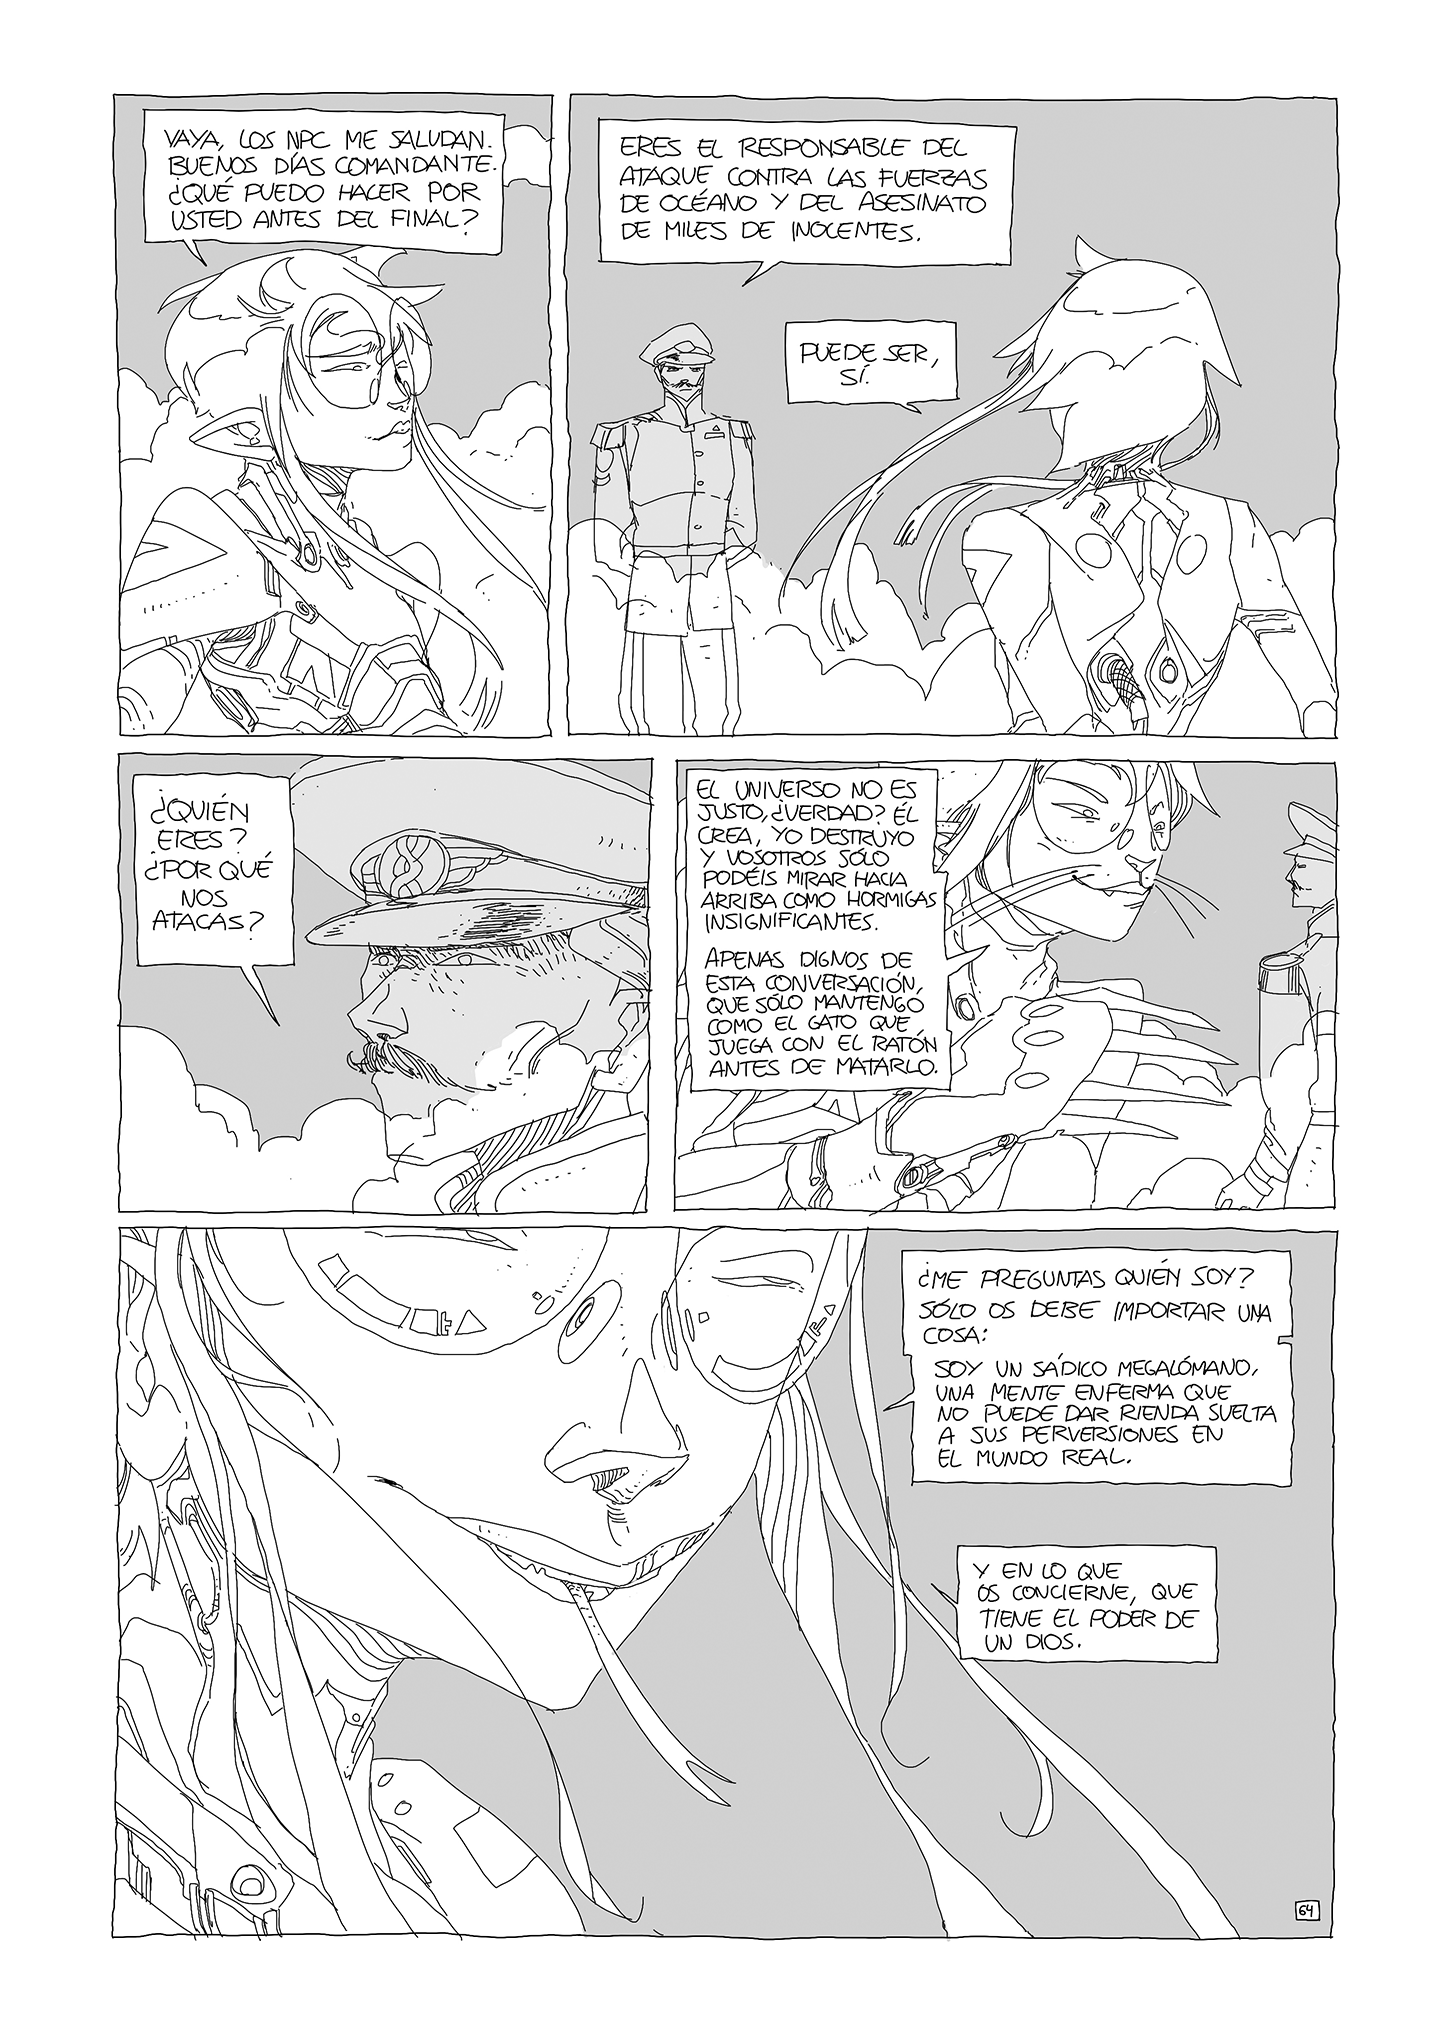 VAYA, LOS NPC ME SALUDAN.
BUENOS DÍAS COMANDANTE.
¿QUÉ PUEDO HACER POR
USTED ANTES DEL FINAL?
ERES EL RESPONSABLE DEL
ATAQUE CONTRA LAS FUERZAS
DE OCÉANO Y DEL ASESINATO
DE MILES DE INOCENTES.
PUEDE SER,
SÍ.
¿QUIÉN
ERES?
¿POR QUÉ
NOS
ATACAS?
EL UNIVERSO NO ES
JUSTO, ¿VERDAD? ÉL
CREA, YO DESTRUYO
Y VOSOTROS SÓLO
PODÉIS MIRAR HACIA
ARRIBA COMO HORMIGAS
INSIGNIFICANTES.
APENAS DIGNOS DE
ESTA CONVERSACIÓN,
QUE SÓLO MANTENGO
COMO EL GATO QUE
JUEGA CON EL RATÓN
ANTES DE MATARLO.
¿ME PREGUNTAS QUIÉN SOY?
SÓLO OS DEBE IMPORTAR UNA
COSA:
SOY UN SÁDICO MEGALÓMANO,
UNA MENTE ENFERMA QUE
NO PUEDE DAR RIENDA SUELTA
A SUS PERVERSIONES EN
EL MUNDO REAL.
Y EN LO QUE
OS CONCIERNE, QUE
TIENE EL PODER DE
UN DIOS.
64